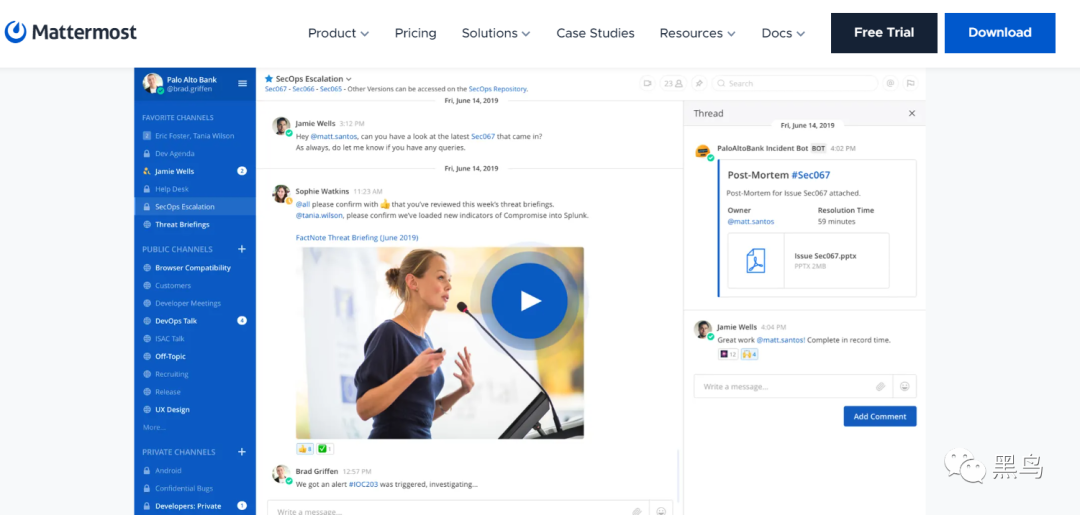 Mattermost
Product
Pricing
Solutions
Case Studies
Resources
Docs
Free Trial
Download
Palo Alto Bank
@brad.griffen
FAVORITE CHANNELS
Eric Foster, Tania Wilson
Dev Agenda
Jamie Wells 2
Help Desk
SecOps Escalation
Threat Briefings
PUBLIC CHANNELS +
Browser Compatibility
Customers
Developer Meetings
DevOps Talk 4
ISAC Talk
Off-Topic
Recruiting
Release
UX Design
More...
PRIVATE CHANNELS +
Android
Confidential Bugs
Developers: Private 1
SecOps Escalation
Sec067 - Sec066 - Sec065 - Other Versions can be accessed on the SecOps Repository.
23
Search
@
Fri, June 14, 2019
Jamie Wells 3:12 PM
Hey @matt.santos, can you have a look at the latest Sec067 that came in?
As always, do let me know if you have any queries.
Fri, June 14, 2019
Sophie Watkins 11:23 AM
@all please confirm with 👍 that you've reviewed this week's threat briefings.
@tania.wilson, please confirm we've loaded new indicators of Compromise into Splunk.
FactNote Threat Briefing (June 2019)
Brad Griffen 12:57 PM
We got an alert #IOC203 was triggered, investigating...
Write a message...
Thread
Fri, June 14, 2019
PaloAltoBank Incident Bot BOT 4:02 PM
Post-Mortem #Sec067
Post-Mortem for Issue Sec067 attached.
Owner
@matt.santos
Resolution Time
59 minutes
Issue Sec067.pptx
PPTX 2MB
Jamie Wells 4:04 PM
Great work @matt.santos! Complete in record time.
12
4
Write a message...
Add Comment
黑鸟